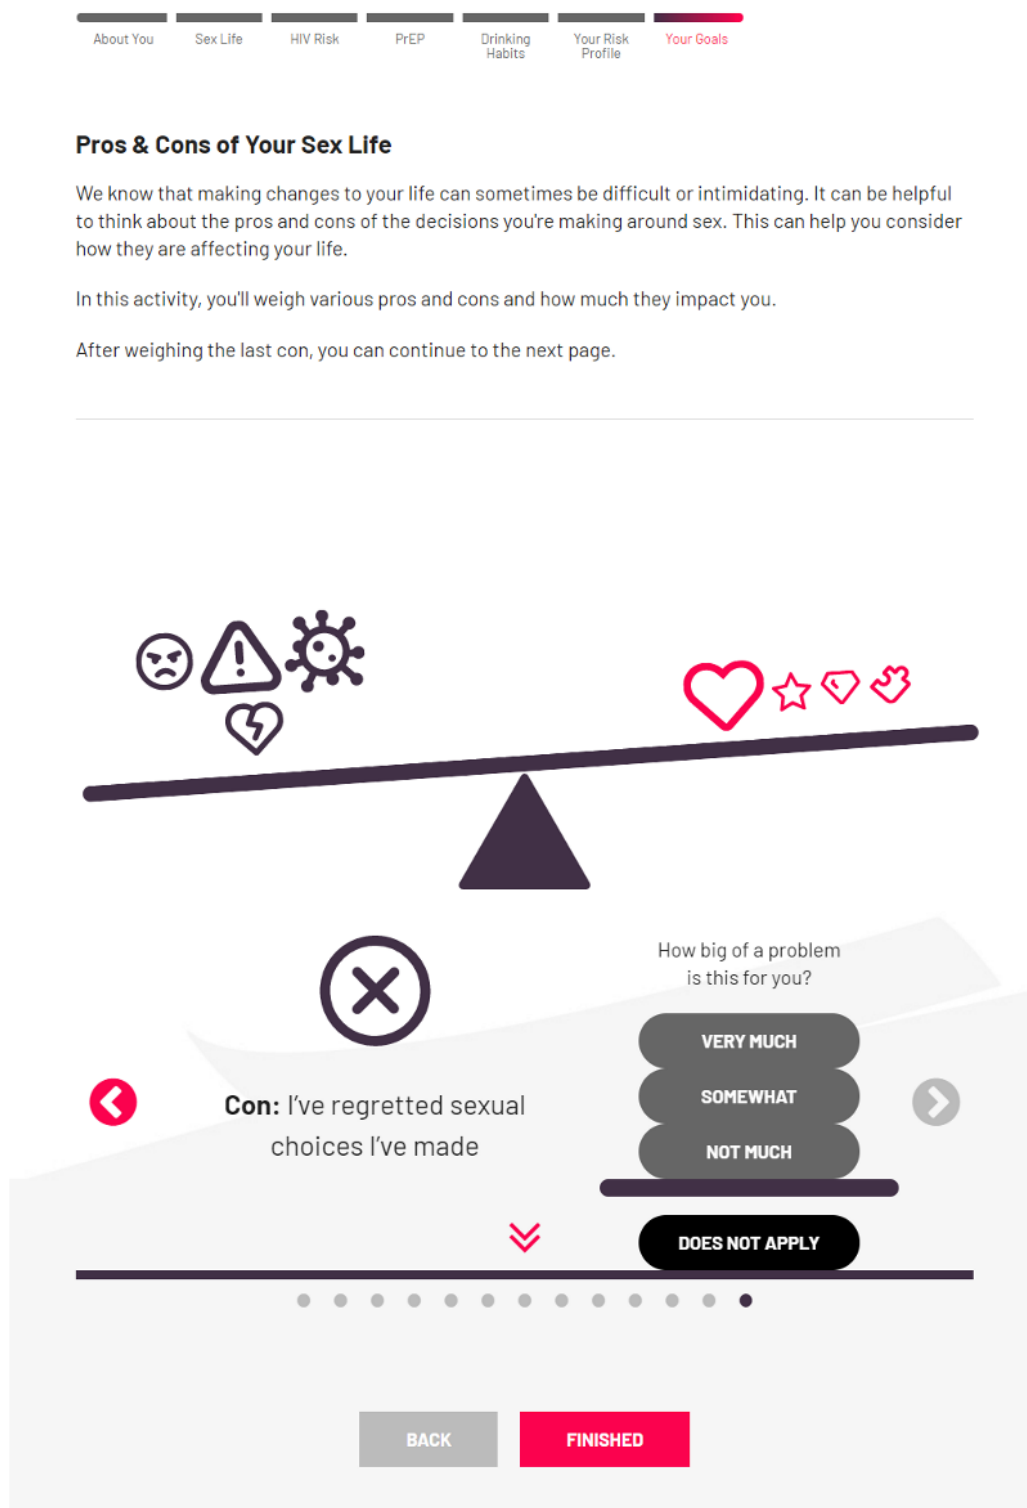 About You
Sex Life
HIV Risk
PrEP
Drinking
Habits
Your Risk
Profile
Your Goals
Pros & Cons of Your Sex Life
We know that making changes to your life can sometimes be difficult or intimidating. It can be helpful
to think about the pros and cons of the decisions you're making around sex. This can help you consider
how they are affecting your life.
In this activity, you'll weigh various pros and cons and how much they impact you.
After weighing the last con, you can continue to the next page.
How big of a problem
is this for you?
VERY MUCH
SOMEWHAT
NOT MUCH
DOES NOT APPLY
Con: I’ve regretted sexual
choices I’ve made
BACK
FINISHED